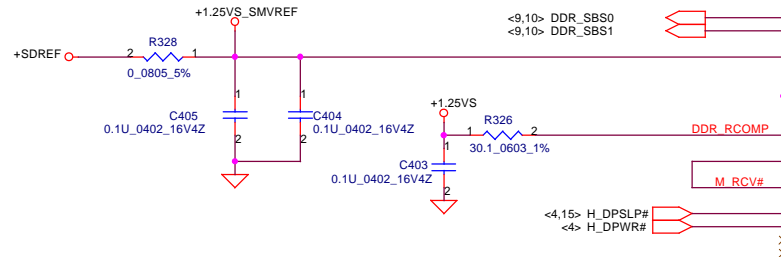 +1.25VS_SMVREF
<9,10> DDR_SBS0
<9,10> DDR_SBS1
R328
+SDREF
2
1
0_0805_5%
1
1
C405
0.1U_0402_16V4Z
C404
0.1U_0402_16V4Z
2
2
+1.25VS
R326
1
2
DDR_RCOMP
1
30.1_0603_1%
C403
0.1U_0402_16V4Z
2
M_RCV#
<4,15> H_DPSLP#
<4> H_DPWR#